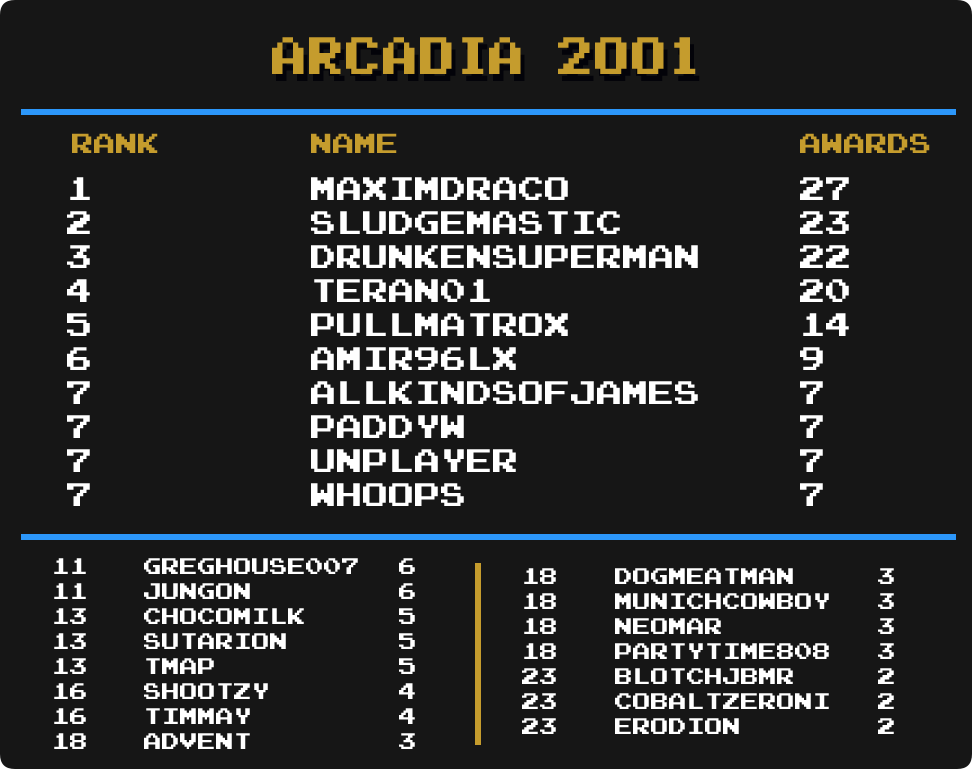 ARCADIA 2001
RANK NAME AWARDS
1 MAXIMDRACO 27
2 SLUDGEMASTIC 23
3 DRUNKENSUPERMAN 22
4 TERAN01 20
5 PULLMATROX 14
6 AMIR96LX 9
7 ALLKINDSOFJAMES 7
7 PADDYW 7
7 UNPLAYER 7
7 WHOOPS 7
11 GREGHOUSE007 6
11 JUNGON 6
13 CHOCOMILK 5
13 SUTARION 5
13 TMAP 5
16 SHOOTZY 4
16 TIMMAY 4
18 ADVENT 3
18 DOGMEATMAN 3
18 MUNICHCOWBOY 3
18 NEOMAR 3
18 PARTYTIME808 3
23 BLOTCHJBMR 2
23 COBALTZERONI 2
23 ERODION 2